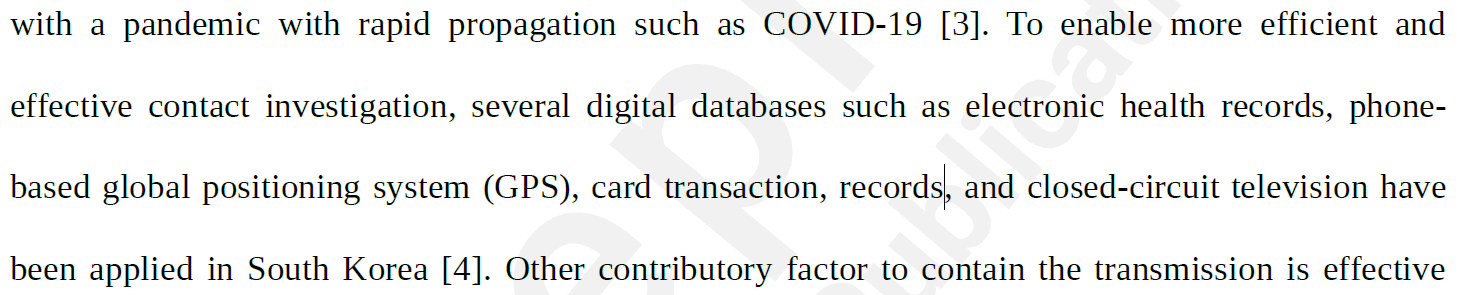 with a pandemic with rapid propagation such as COVID-19 [3]. To enable more efficient and
effective contact investigation, several digital databases such as electronic health records, phone-
based global positioning system (GPS), card transaction, records, and closed-circuit television have
been applied in South Korea [4]. Other contributory factor to contain the transmission is effective